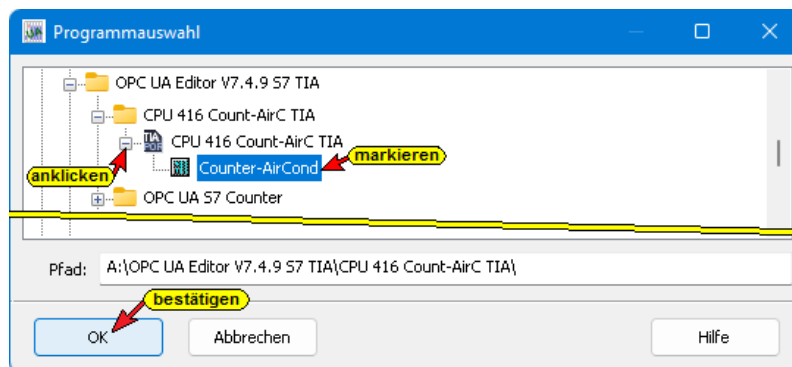 Programmauswahl
OPC UA Editor V7.4.9 S7 TIA
CPU 416 Count-AirC TIA
CPU 416 Count-AirC TIA
markieren
anklicken
Counter-AirCond
OPC UA S7 Counter
Pfad: A:\OPC UA Editor V7.4.9 S7 TIA\CPU 416 Count-AirC TIA\
bestätigen
OK Abbrechen Hilfe